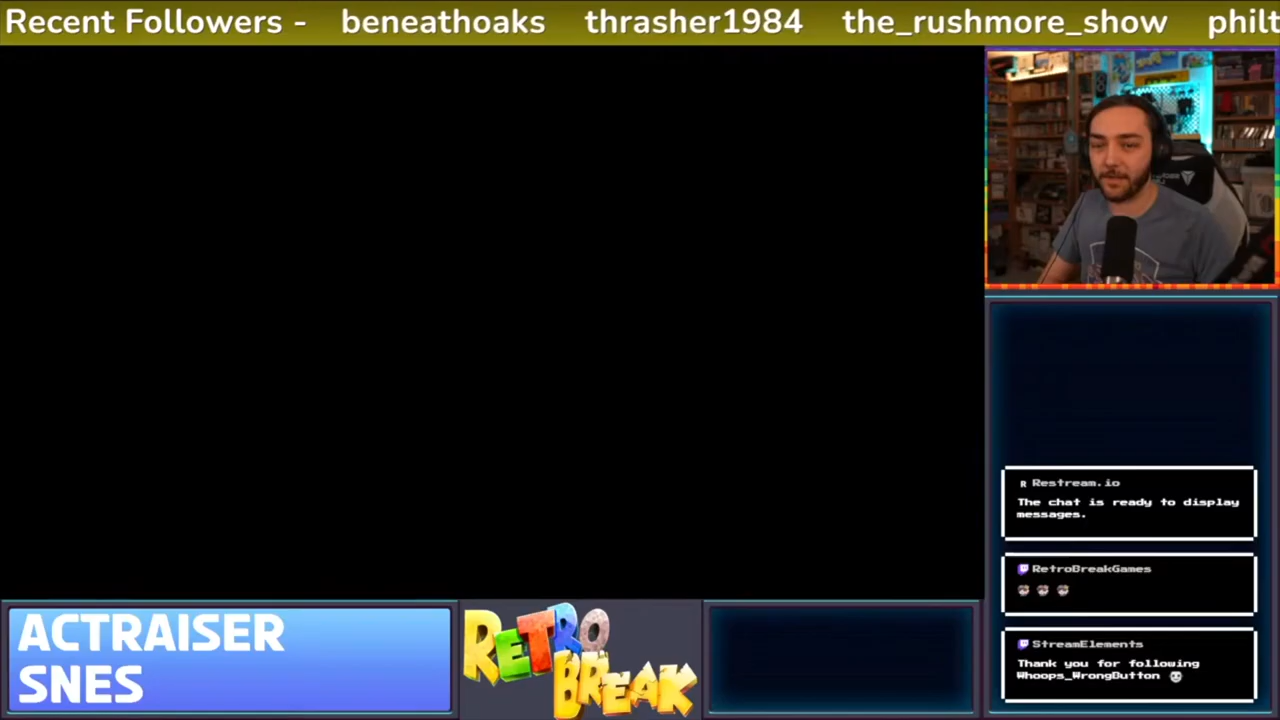 Recent Followers - beneathoaks thrasher1984 the_rushmore_show philt
Restream.io
The chat is ready to display
messages.
RetroBreakGames
StreamElements
Thank you for following
Whoops_WrongButton
ACTRAISER
SNES
RETRO
BREAK